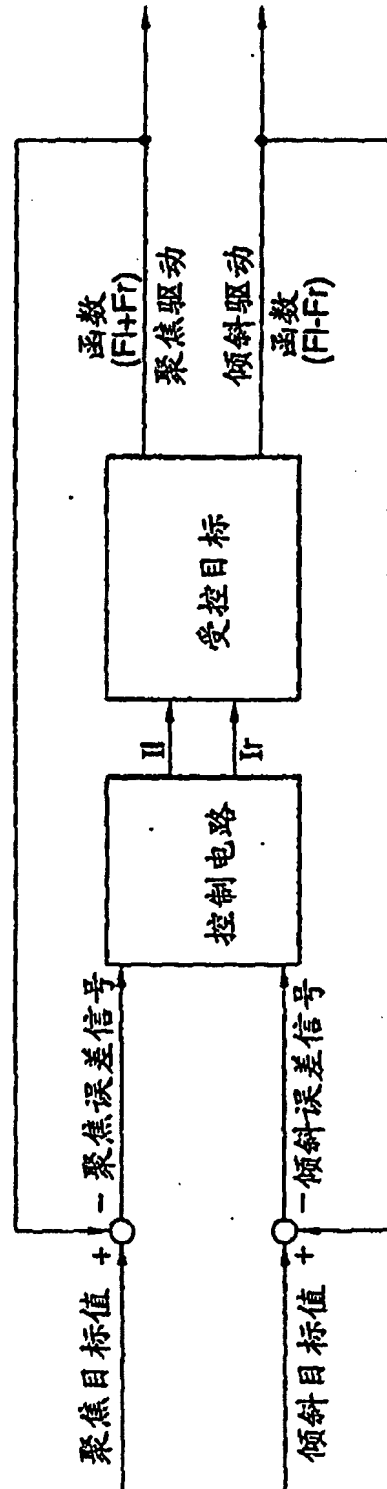 聚焦目标值
+
−
聚焦误差信号
倾斜目标值
+
−
倾斜误差信号
控制电路
Il
Ir
受控目标
函数
(Fl+Fr)
聚焦驱动
倾斜驱动
函数
(Fl-Fr)